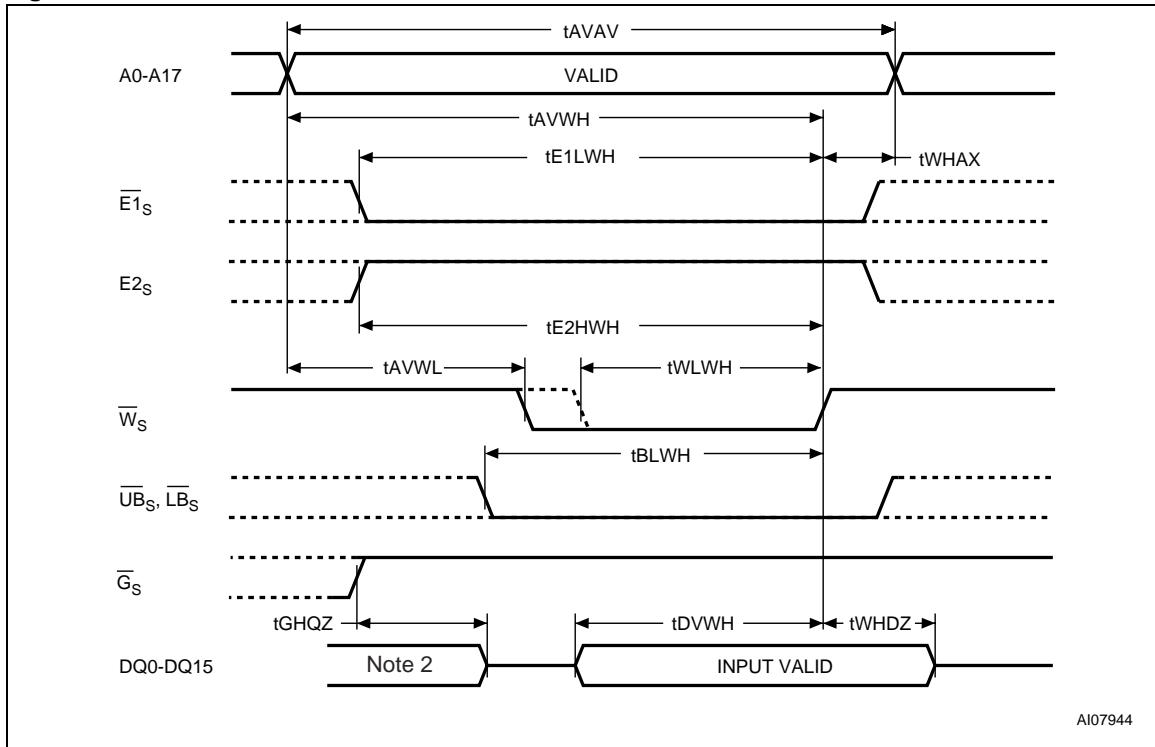 tAVAV
A0-A17
VALID
tAVWH
tE1LWH
tWHAX
E1S
E2S
tE2HWH
tAVWL
tWLWH
WS
tBLWH
UBS, LBS
GS
tGHQZ
tDVWH
tWHDZ
DQ0-DQ15
Note 2
INPUT VALID
AI07944